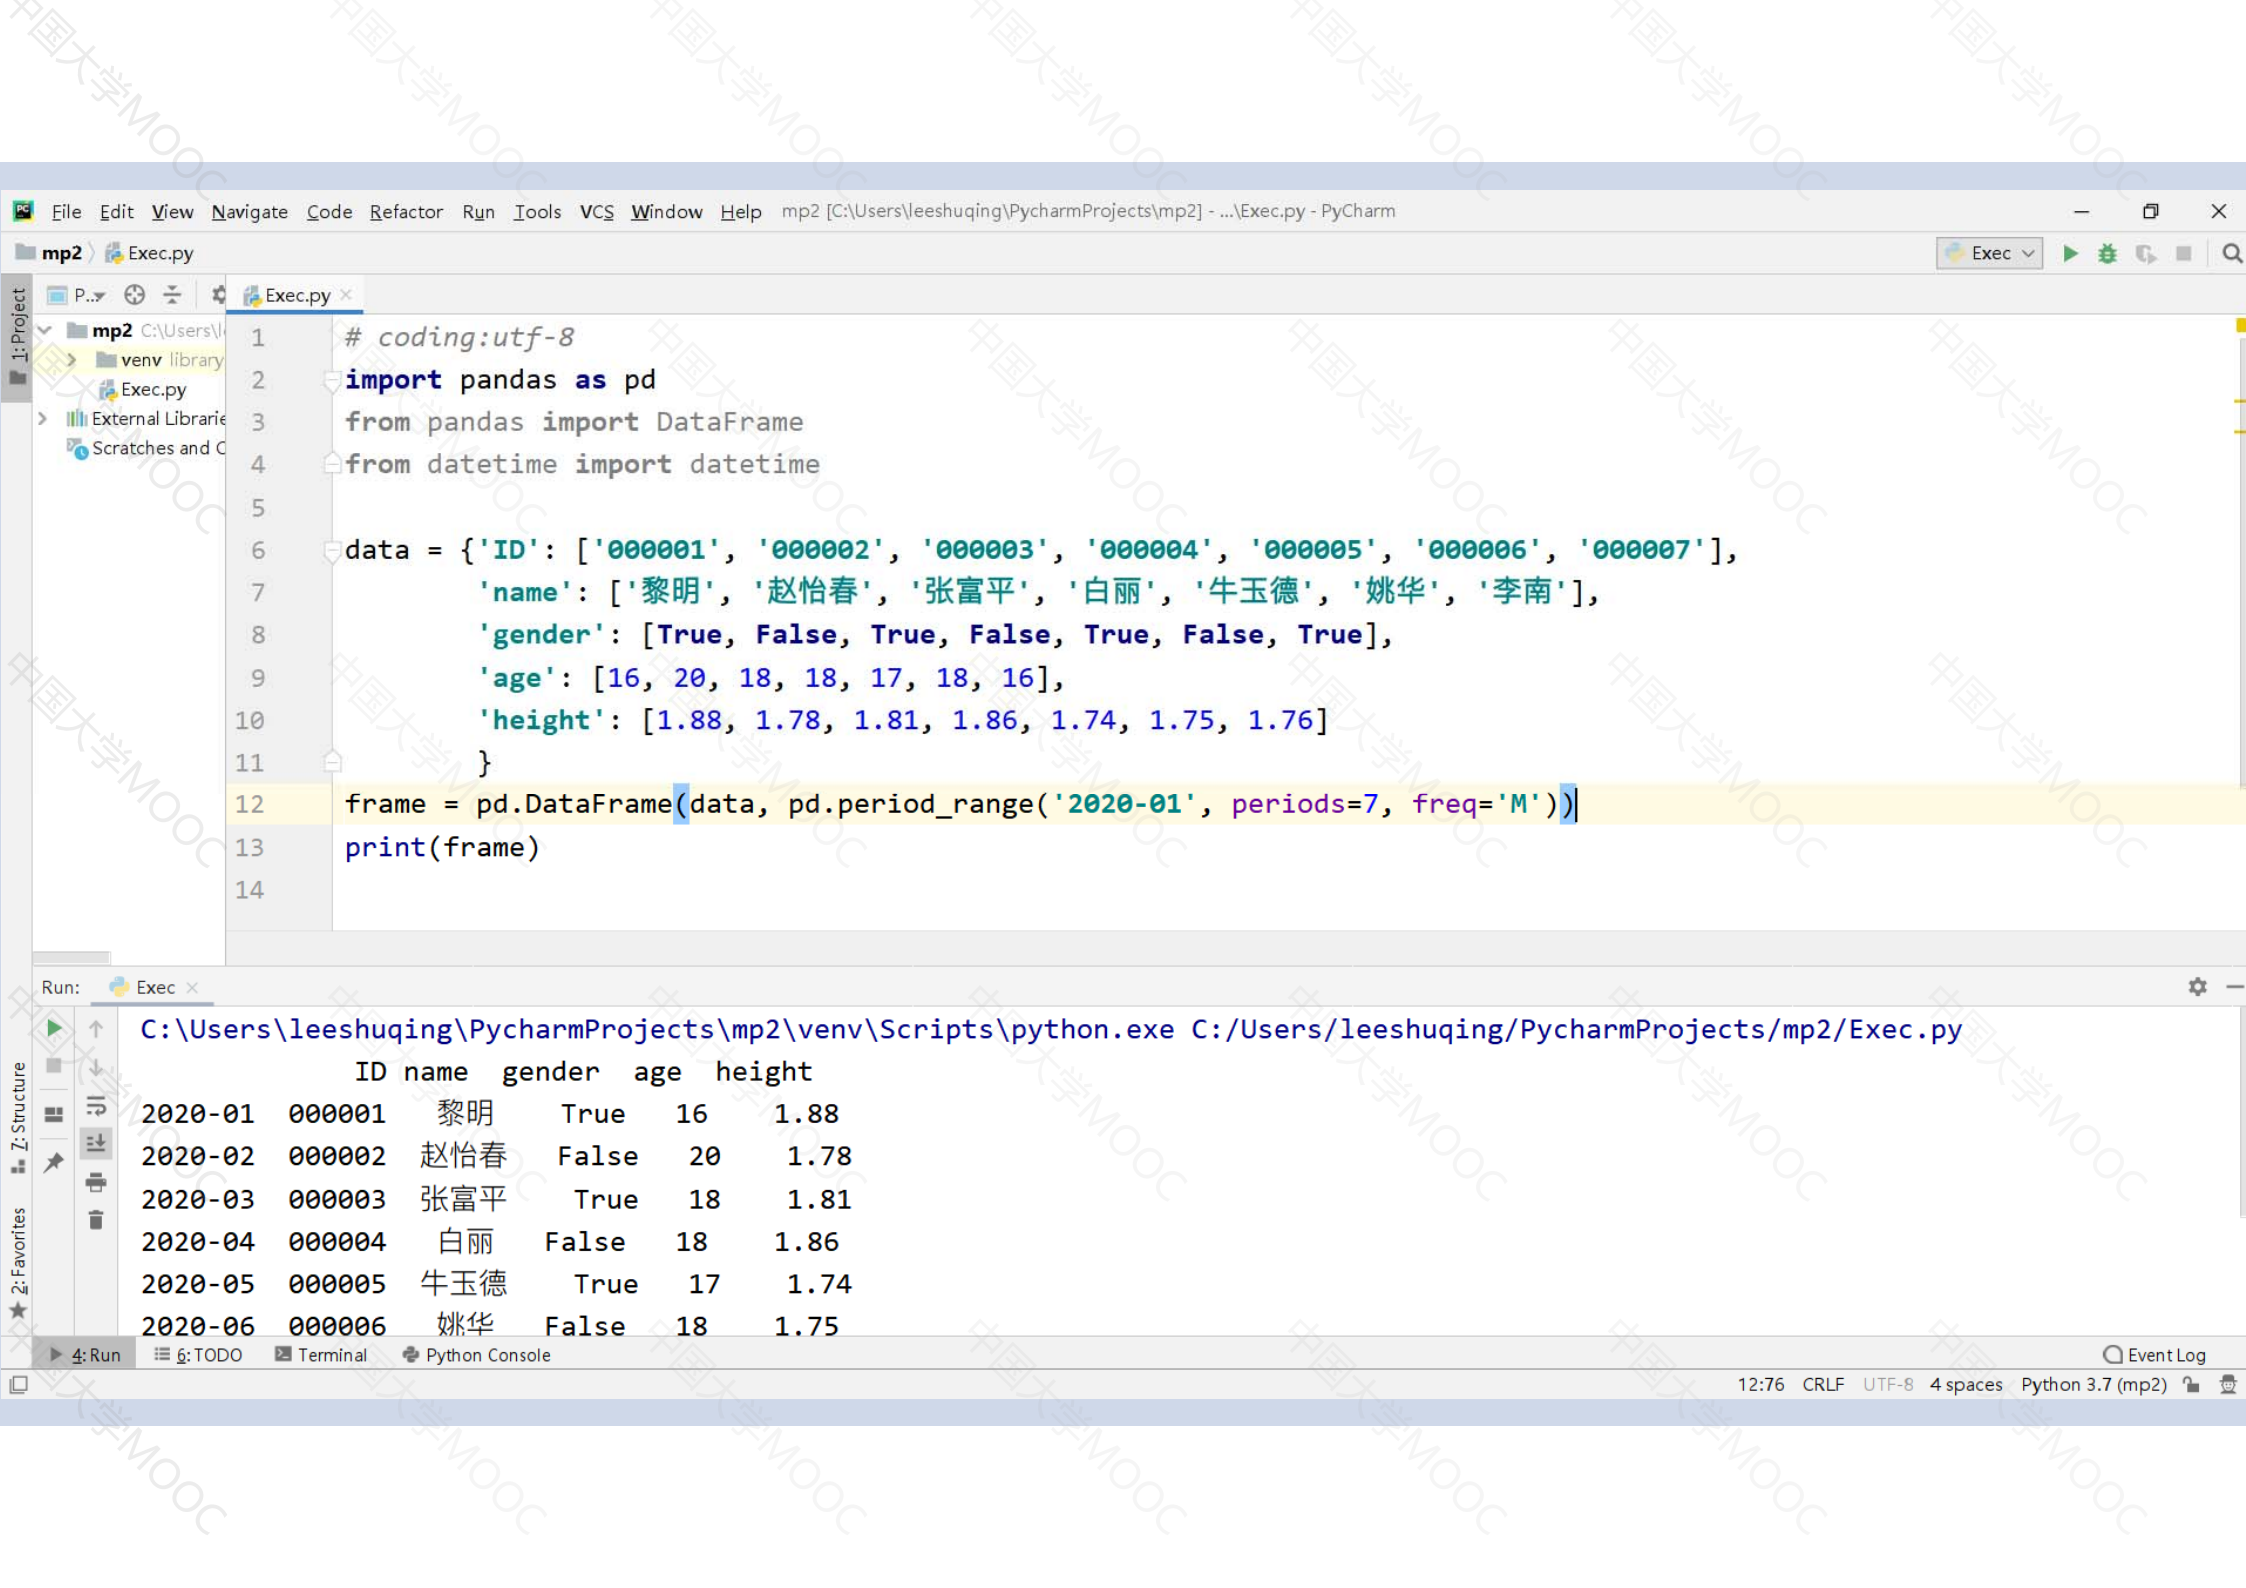 File Edit View Navigate Code Refactor Run Tools VCS Window Help mp2 [C:\Users\leeshuqing\PycharmProjects\mp2] - ...\Exec.py - PyCharm
mp2 Exec.py Exec
1: Project P.. Exec.py
mp2 C:\Users\l
venv library
Exec.py
External Librarie
Scratches and C
1 # coding:utf-8
2 import pandas as pd
3 from pandas import DataFrame
4 from datetime import datetime
5
6 data = {'ID': ['000001', '000002', '000003', '000004', '000005', '000006', '000007'],
7 'name': ['黎明', '赵怡春', '张富平', '白丽', '牛玉德', '姚华', '李南'],
8 'gender': [True, False, True, False, True, False, True],
9 'age': [16, 20, 18, 18, 17, 18, 16],
10 'height': [1.88, 1.78, 1.81, 1.86, 1.74, 1.75, 1.76]
11 }
12 frame = pd.DataFrame(data, pd.period_range('2020-01', periods=7, freq='M'))
13 print(frame)
14
Run: Exec
C:\Users\leeshuqing\PycharmProjects\mp2\venv\Scripts\python.exe C:/Users/leeshuqing/PycharmProjects/mp2/Exec.py
ID name gender age height
2020-01 000001 黎明 True 16 1.88
2020-02 000002 赵怡春 False 20 1.78
2020-03 000003 张富平 True 18 1.81
2020-04 000004 白丽 False 18 1.86
2020-05 000005 牛玉德 True 17 1.74
2020-06 000006 姚华 False 18 1.75
Z: Structure
2: Favorites
4: Run 6: TODO Terminal Python Console Event Log
12:76 CRLF UTF-8 4 spaces Python 3.7 (mp2)
中国大学MOOC